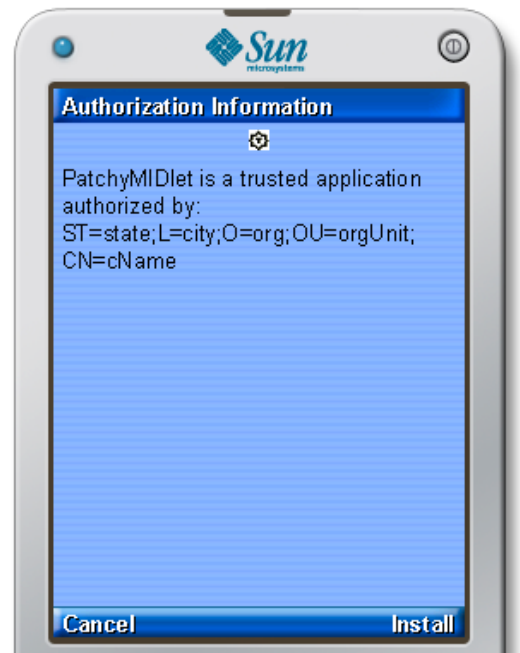 Sun
microsystems
Authorization Information
PatchyMIDlet is a trusted application
authorized by:
ST=state;L=city;O=org;OU=orgUnit;
CN=cName
Cancel Install